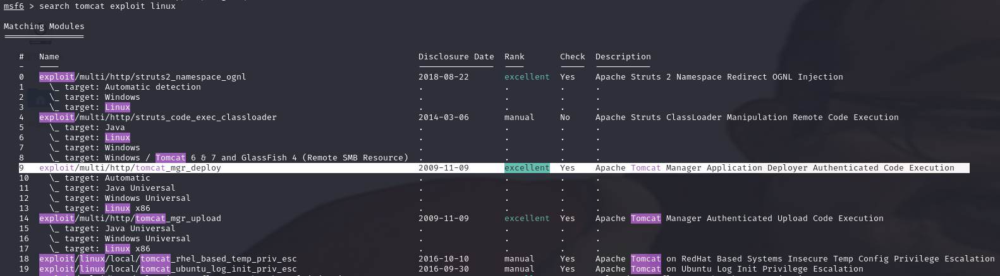 msf6 > search tomcat exploit linux
Matching Modules
================
# Name Disclosure Date Rank Check Description
- ---- --------------- ---- ----- -----------
0 exploit/multi/http/struts2_namespace_ognl 2018-08-22 excellent Yes Apache Struts 2 Namespace Redirect OGNL Injection
1 \_ target: Automatic detection . . . .
2 \_ target: Windows . . . .
3 \_ target: Linux . . . .
4 exploit/multi/http/struts_code_exec_classloader 2014-03-06 manual No Apache Struts ClassLoader Manipulation Remote Code Execution
5 \_ target: Java . . . .
6 \_ target: Linux . . . .
7 \_ target: Windows . . . .
8 \_ target: Windows / Tomcat 6 & 7 and GlassFish 4 (Remote SMB Resource) . . . .
9 exploit/multi/http/tomcat_mgr_deploy 2009-11-09 excellent Yes Apache Tomcat Manager Application Deployer Authenticated Code Execution
10 \_ target: Automatic . . . .
11 \_ target: Java Universal . . . .
12 \_ target: Windows Universal . . . .
13 \_ target: Linux x86 . . . .
14 exploit/multi/http/tomcat_mgr_upload 2009-11-09 excellent Yes Apache Tomcat Manager Authenticated Upload Code Execution
15 \_ target: Java Universal . . . .
16 \_ target: Windows Universal . . . .
17 \_ target: Linux x86 . . . .
18 exploit/linux/local/tomcat_rhel_based_temp_priv_esc 2016-10-10 manual Yes Apache Tomcat on RedHat Based Systems Insecure Temp Config Privilege Escalation
19 exploit/linux/local/tomcat_ubuntu_log_init_priv_esc 2016-09-30 manual Yes Apache Tomcat on Ubuntu Log Init Privilege Escalation